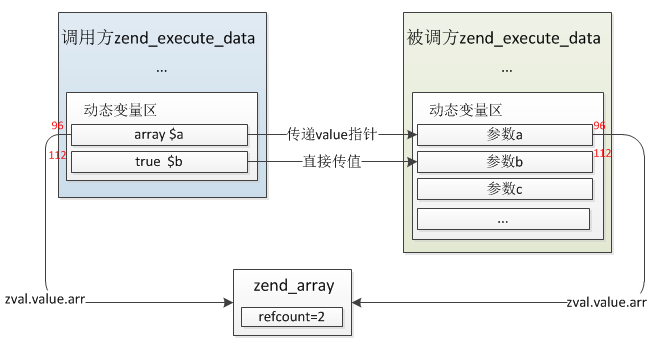 调用方zend_execute_data
...
动态变量区
96
array $a
112
true $b
传递value指针
直接传值
被调方zend_execute_data
...
动态变量区
参数a
96
参数b
112
参数c
...
zval.value.arr
zend_array
refcount=2
zval.value.arr